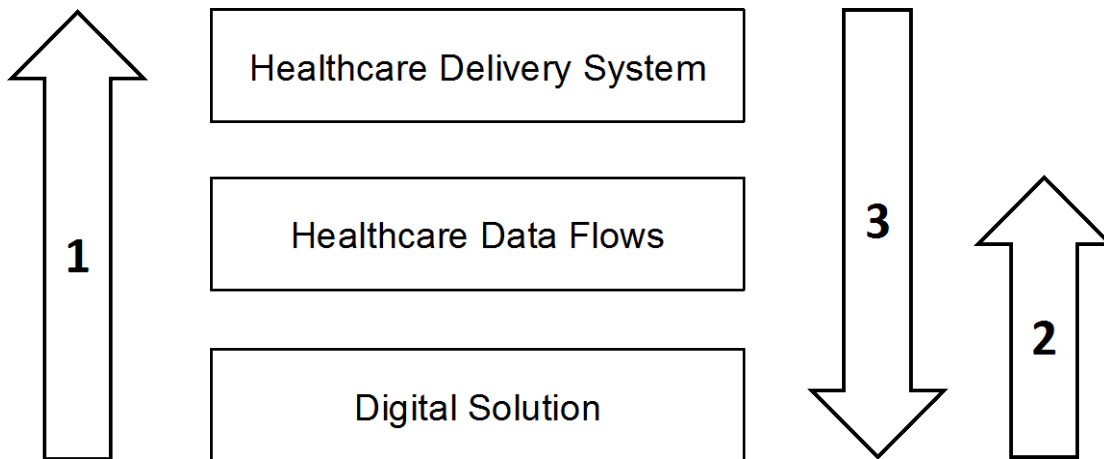 Healthcare Delivery System
Healthcare Data Flows
Digital Solution
1
3
2